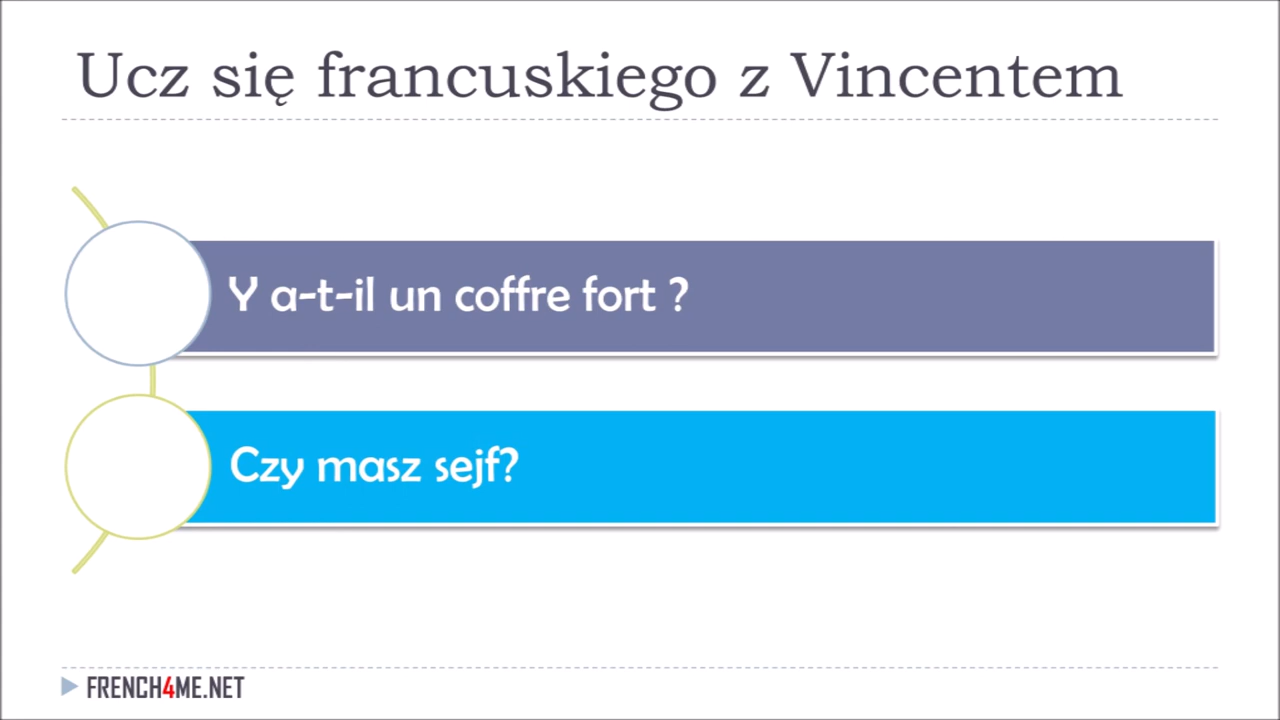 Ucz się francuskiego z Vincentem
Y a-t-il un coffre fort ?
Czy masz sejf?
FRENCH4ME.NET